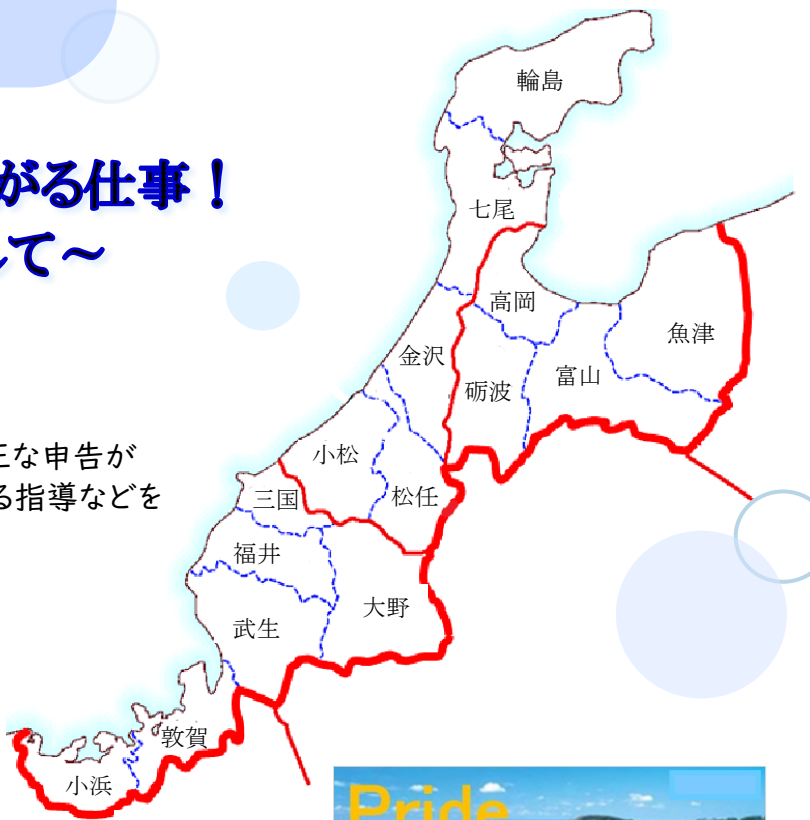 がる仕事！
して～
正な申告が
る指導などを
輪島
七尾
高岡
魚津
金沢
富山
砺波
小松
松任
三国
福井
大野
武生
敦賀
小浜
Pride